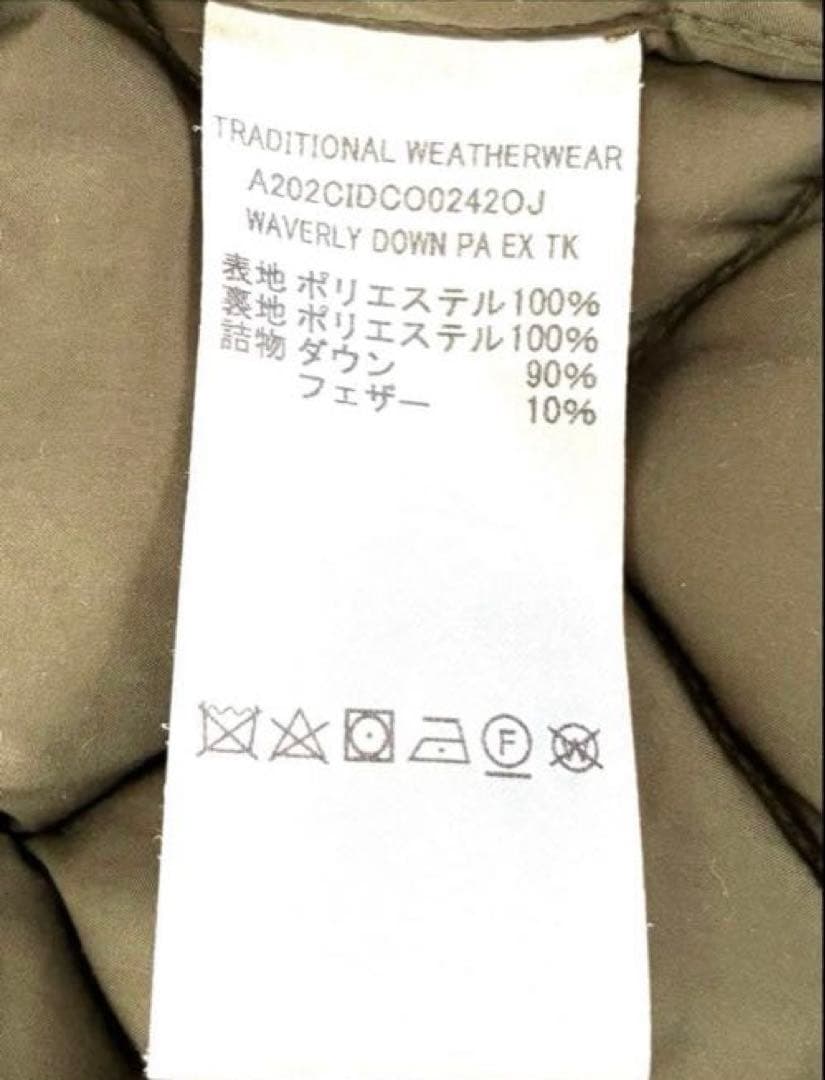 TRADITIONAL WEATHERWEAR
A202CIDCO0242OJ
WAVERLY DOWN PA EX TK
表地 ポリエステル100%
裏地 ポリエステル100%
詰物 ダウン 90%
フェザー 10%
F W